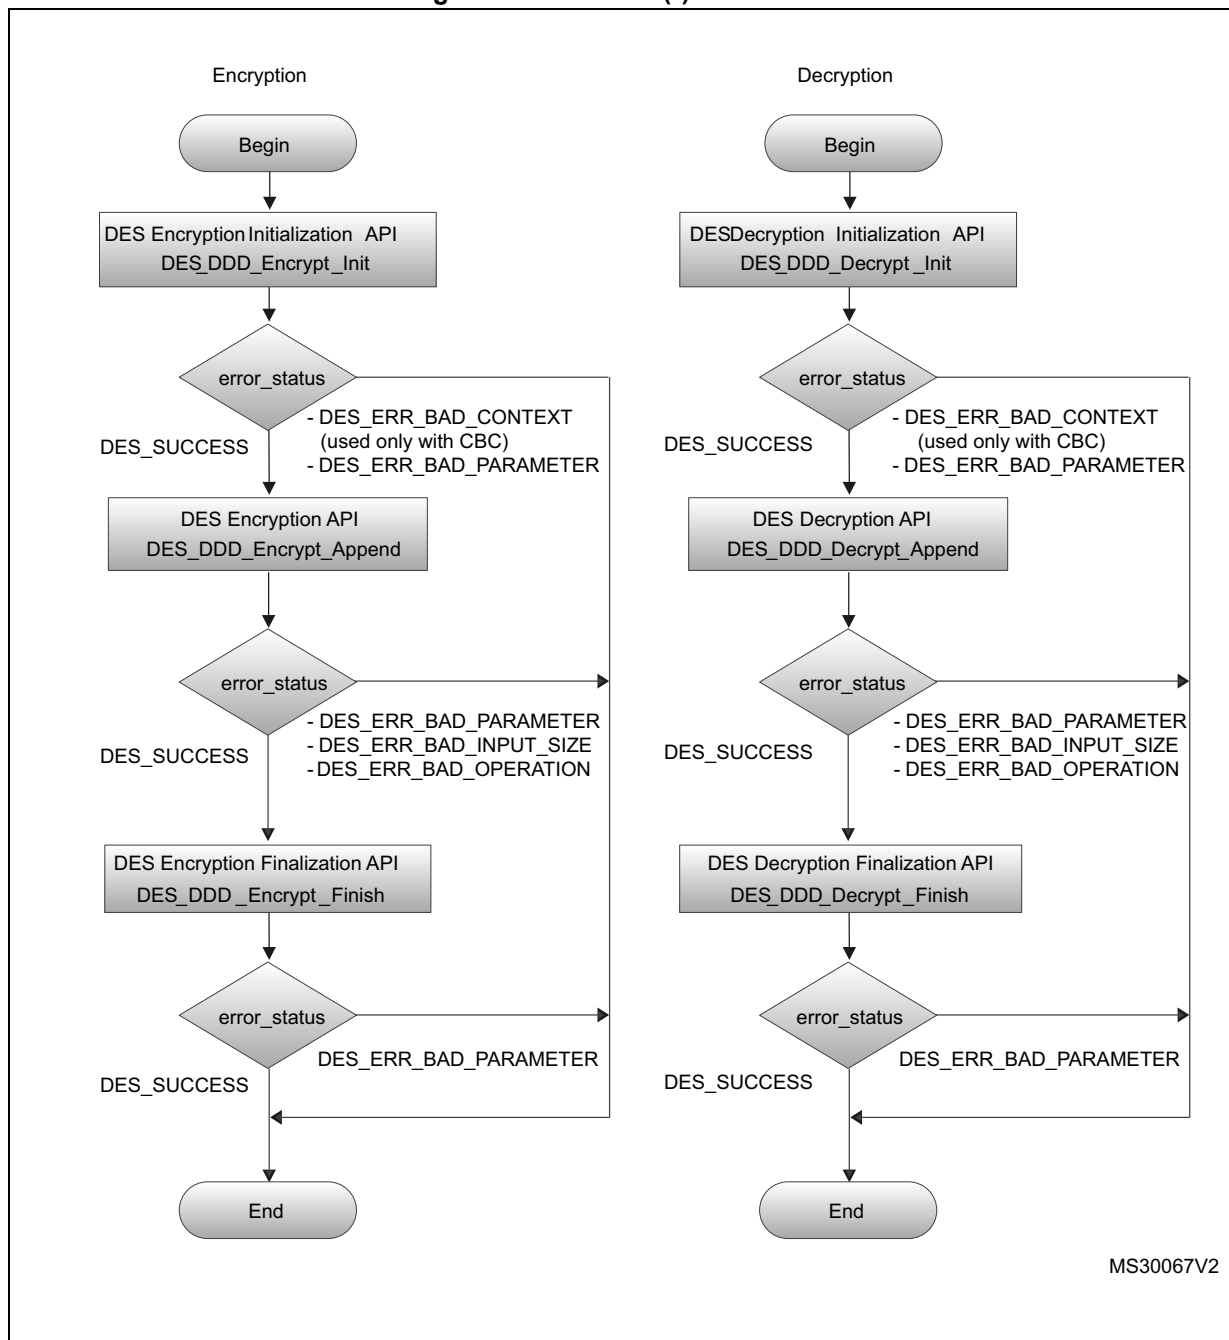 Encryption
Begin
DES Encryption Initialization API
DES_DDD_Encrypt_Init
error_status
- DES_ERR_BAD_CONTEXT
(used only with CBC)
- DES_ERR_BAD_PARAMETER
DES_SUCCESS
DES Encryption API
DES_DDD_Encrypt_Append
error_status
- DES_ERR_BAD_PARAMETER
- DES_ERR_BAD_INPUT_SIZE
- DES_ERR_BAD_OPERATION
DES_SUCCESS
DES Encryption Finalization API
DES_DDD_Encrypt_Finish
error_status
DES_ERR_BAD_PARAMETER
DES_SUCCESS
End
Decryption
Begin
DESDecryption Initialization API
DES_DDD_Decrypt_Init
error_status
- DES_ERR_BAD_CONTEXT
(used only with CBC)
- DES_ERR_BAD_PARAMETER
DES_SUCCESS
DES Decryption API
DES_DDD_Decrypt_Append
error_status
- DES_ERR_BAD_PARAMETER
- DES_ERR_BAD_INPUT_SIZE
- DES_ERR_BAD_OPERATION
DES_SUCCESS
DES Decryption Finalization API
DES_DDD_Decrypt_Finish
error_status
DES_ERR_BAD_PARAMETER
DES_SUCCESS
End
MS30067V2